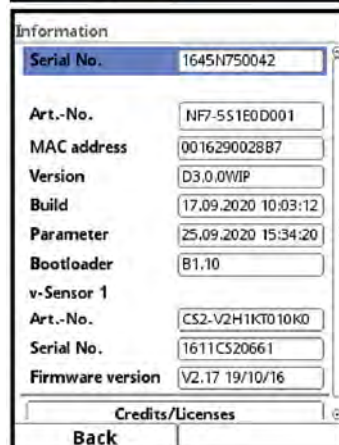 Information
Serial No. 1645N750042
Art.-No. NF7-5S1E0D001
MAC address 0016290028B7
Version D3.0.0WIP
Build 17.09.2020 10:03:12
Parameter 25.09.2020 15:34:20
Bootloader B1.10
v-Sensor 1
Art.-No. CS2-V2H1KT010K0
Serial No. 1611CS20661
Firmware version V2.17 19/10/16
Credits/Licenses
Back